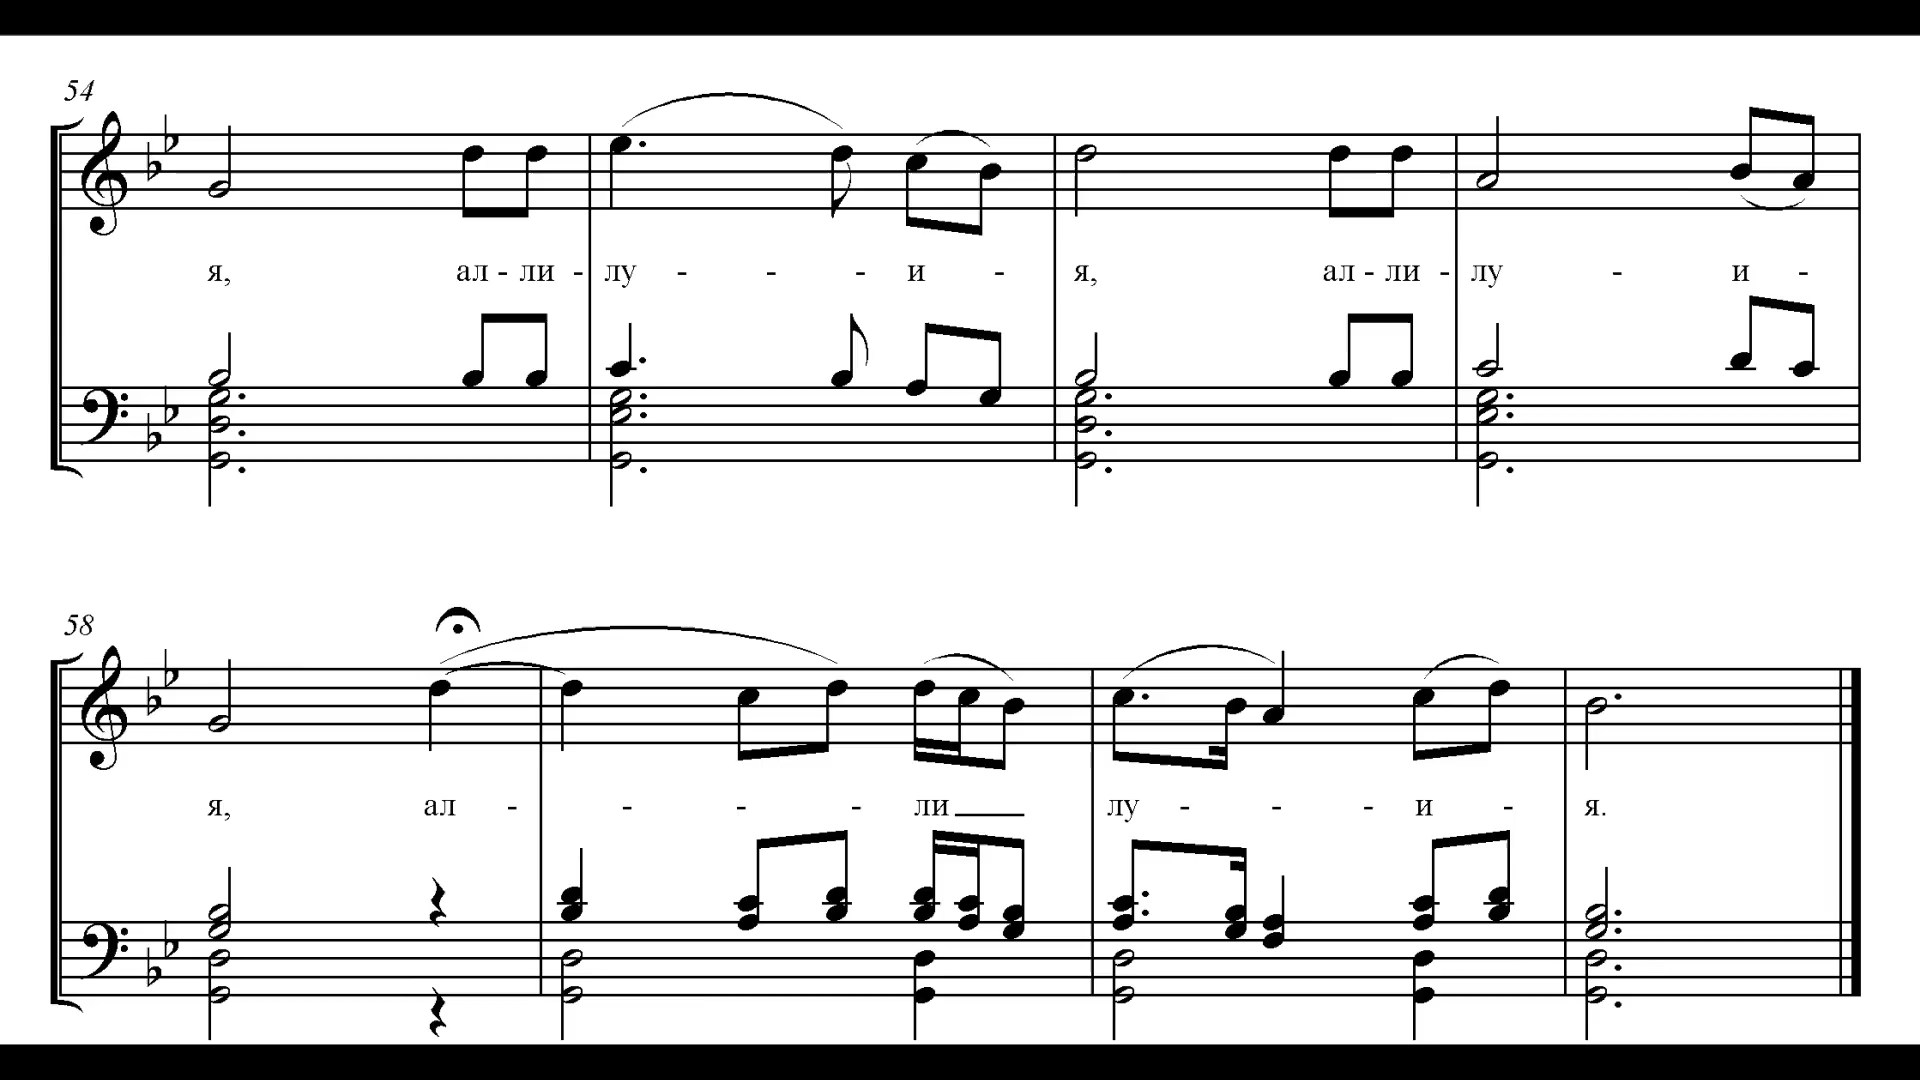 54
я, ал - ли - лу - - - и - я, ал - ли - лу - и -
58
я, ал - - - - ли лу - - - и - я.